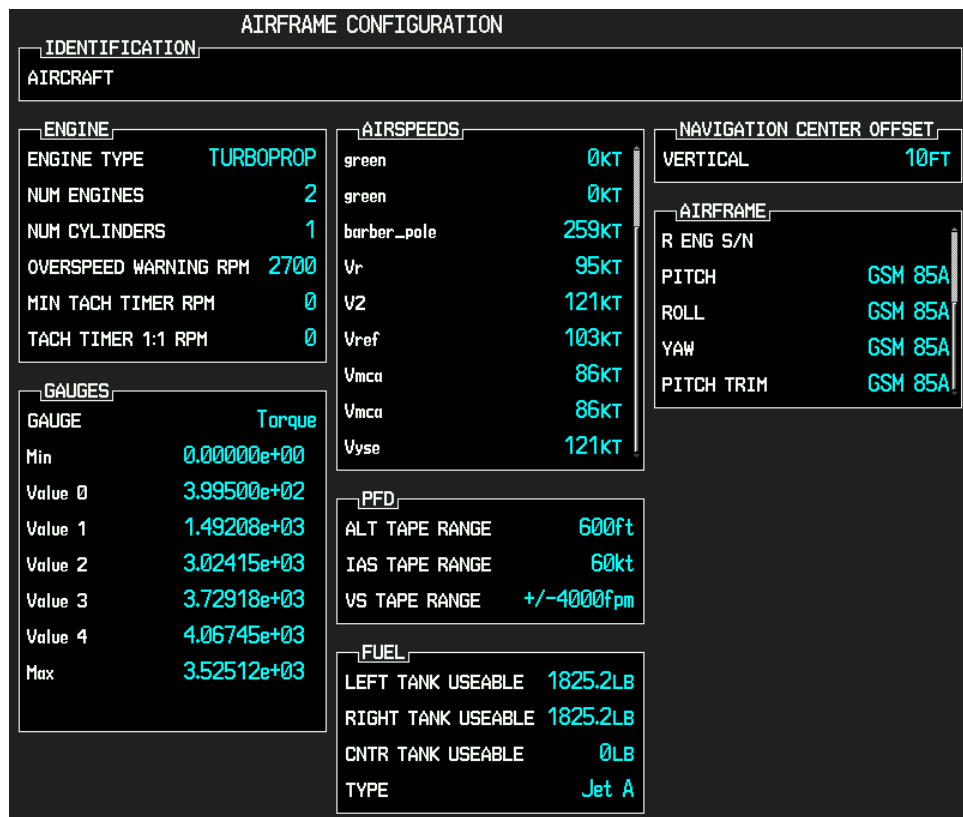 AIRFRAME CONFIGURATION
IDENTIFICATION
AIRCRAFT
ENGINE
ENGINE TYPE TURBOPROP
NUM ENGINES 2
NUM CYLINDERS 1
OVERSPEED WARNING RPM 2700
MIN TACH TIMER RPM 0
TACH TIMER 1:1 RPM 0
GAUGES
GAUGE Torque
Min 0.00000e+00
Value 0 3.99500e+02
Value 1 1.49208e+03
Value 2 3.02415e+03
Value 3 3.72918e+03
Value 4 4.06745e+03
Max 3.52512e+03
AIRSPEEDS
green 0KT
green 0KT
barber_pole 259KT
Vr 95KT
V2 121KT
Vref 103KT
Vmca 86KT
Vmca 86KT
Vyse 121KT
PFD
ALT TAPE RANGE 600ft
IAS TAPE RANGE 60kt
VS TAPE RANGE +/-4000fpm
FUEL
LEFT TANK USEABLE 1825.2LB
RIGHT TANK USEABLE 1825.2LB
CNTR TANK USEABLE 0LB
TYPE Jet A
NAVIGATION CENTER OFFSET
VERTICAL 10FT
AIRFRAME
R ENG S/N
PITCH GSM 85A
ROLL GSM 85A
YAW GSM 85A
PITCH TRIM GSM 85A